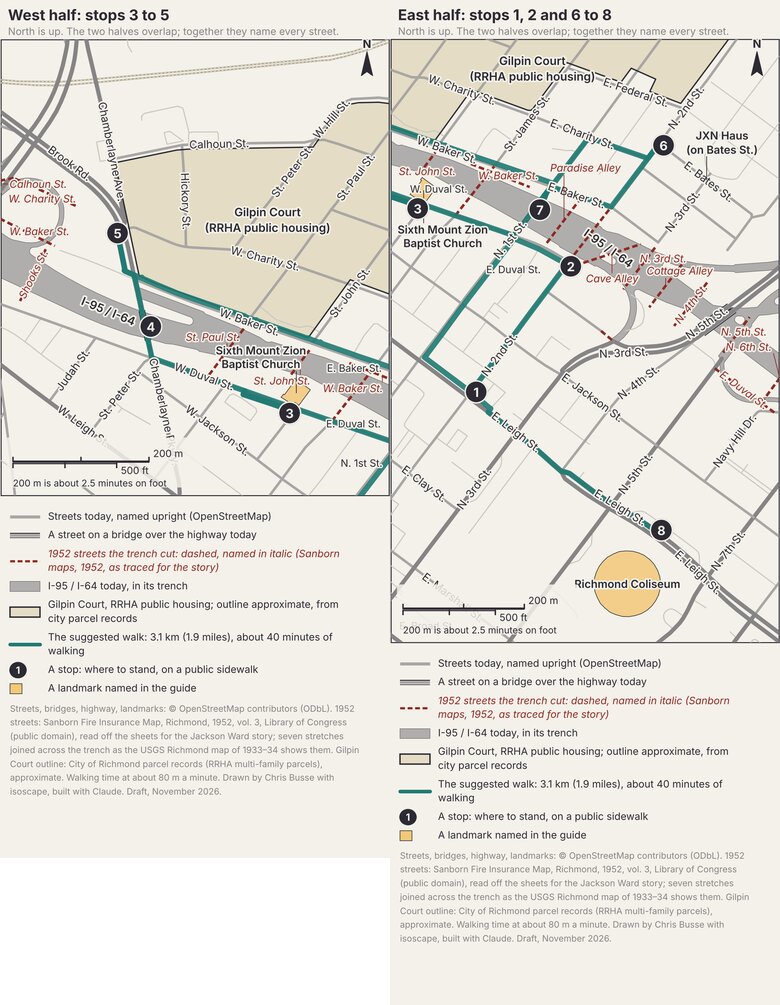 West half: stops 3 to 5
North is up. The two halves overlap; together they name every street.
N
Chamberlayne Ave.
Brook Rd.
Calhoun St.
W. Hill St.
St. Peter St.
St. Paul St.
Hickory St.
Calhoun St.
W. Charity St.
W. Baker St.
Shooks St.
5
Gilpin Court
(RRHA public housing)
W. Charity St.
St. John St.
I-95 / I-64
4
W. Baker St.
St. Paul St.
Sixth Mount Zion
Baptist Church
E. Baker St.
Judah St.
St. Peter St.
Chamberlayne
W. Duval St.
St. John St.
W. Baker St.
3
W. Leigh
W. Jackson St.
E. Duval St.
N. 1st St.
200 m
500 ft
200 m is about 2.5 minutes on foot
Streets today, named upright (OpenStreetMap)
A street on a bridge over the highway today
1952 streets the trench cut: dashed, named in italic (Sanborn
maps, 1952, as traced for the story)
I-95 / I-64 today, in its trench
Gilpin Court, RRHA public housing; outline approximate, from
city parcel records
The suggested walk: 3.1 km (1.9 miles), about 40 minutes of
walking
1
A stop: where to stand, on a public sidewalk
A landmark named in the guide
Streets, bridges, highway, landmarks: © OpenStreetMap contributors (ODbL). 1952
streets: Sanborn Fire Insurance Map, Richmond, 1952, vol. 3, Library of Congress
(public domain), read off the sheets for the Jackson Ward story; seven stretches
joined across the trench as the USGS Richmond map of 1933–34 shows them. Gilpin
Court outline: City of Richmond parcel records (RRHA multi-family parcels),
approximate. Walking time at about 80 m a minute. Drawn by Chris Busse with
isoscape, built with Claude. Draft, November 2026.
East half: stops 1, 2 and 6 to 8
North is up. The two halves overlap; together they name every street.
N
Gilpin Court
(RRHA public housing)
W. Charity St.
E. Federal St.
St. James St.
N. 2nd St.
E. Charity St.
6
JXN Haus
(on Bates St.)
W. Baker St.
St. John St.
W. Baker St.
Paradise Alley
E. Bates St.
W. Duval St.
E. Baker St.
3
7
N. 3rd St.
Sixth Mount Zion
Baptist Church
N. 1st St.
I-95 / I-64
E. Duval St.
2
N. 3rd St.
Cottage Alley
Cave Alley
N. 4th St.
N. 5th St.
N. 5th St.
N. 6th St.
N. 2nd St.
N. 3rd St.
E. Duval St.
1
E. Jackson St.
N. 4th St.
E. Leigh St.
Navy Hill Dr.
E. Clay St.
N. 3rd St.
N. 5th St.
E. Leigh St.
8
E. Leigh St.
N. 7th St.
Richmond Coliseum
E. Marshall St.
E. Broad St.
200 m
500 ft
200 m is about 2.5 minutes on foot
Streets today, named upright (OpenStreetMap)
A street on a bridge over the highway today
1952 streets the trench cut: dashed, named in italic (Sanborn
maps, 1952, as traced for the story)
I-95 / I-64 today, in its trench
Gilpin Court, RRHA public housing; outline approximate, from
city parcel records
The suggested walk: 3.1 km (1.9 miles), about 40 minutes of
walking
1
A stop: where to stand, on a public sidewalk
A landmark named in the guide
Streets, bridges, highway, landmarks: © OpenStreetMap contributors (ODbL). 1952
streets: Sanborn Fire Insurance Map, Richmond, 1952, vol. 3, Library of Congress
(public domain), read off the sheets for the Jackson Ward story; seven stretches
joined across the trench as the USGS Richmond map of 1933–34 shows them. Gilpin
Court outline: City of Richmond parcel records (RRHA multi-family parcels),
approximate. Walking time at about 80 m a minute. Drawn by Chris Busse with
isoscape, built with Claude. Draft, November 2026.